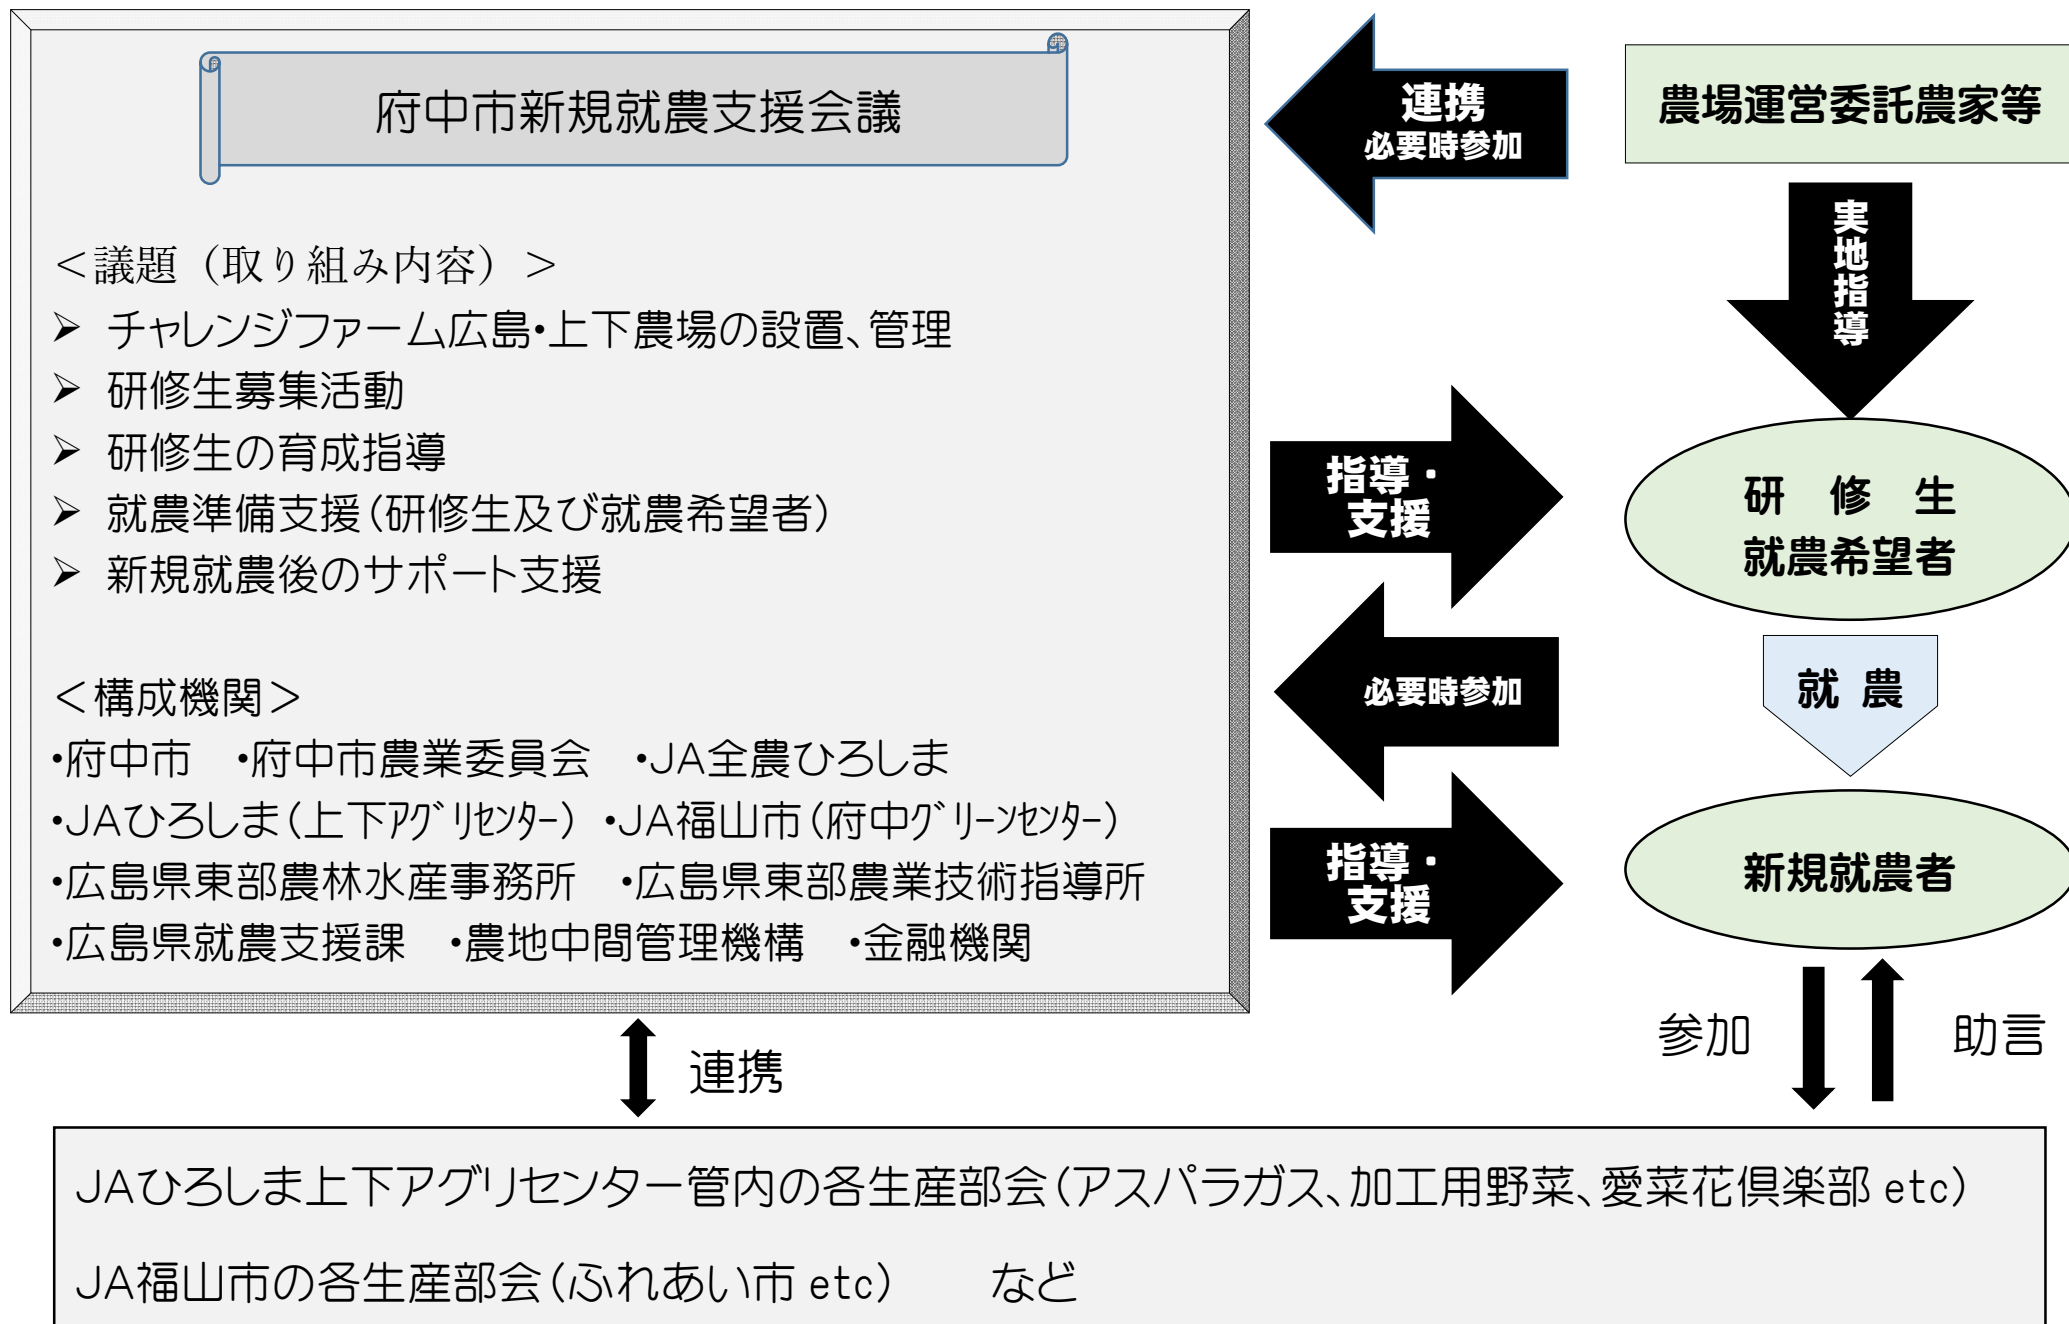 府中市新規就農支援会議
<議題（取り組み内容）>
➢ チャレンジファーム広島・上下農場の設置、管理
➢ 研修生募集活動
➢ 研修生の育成指導
➢ 就農準備支援（研修生及び就農希望者）
➢ 新規就農後のサポート支援
<構成機関>
・府中市　・府中市農業委員会　・JA全農ひろしま
・JAひろしま（上下ｱｸﾞﾘｾﾝﾀｰ）・JA福山市（府中ｸﾞﾘｰﾝｾﾝﾀｰ）
・広島県東部農林水産事務所　・広島県東部農業技術指導所
・広島県就農支援課　・農地中間管理機構　・金融機関
連携
必要時参加
農場運営委託農家等
実地指導
指導・
支援
研　修　生
就農希望者
必要時参加
就 農
指導・
支援
新規就農者
参加
助言
連携
JAひろしま上下アグリセンター管内の各生産部会（アスパラガス、加工用野菜、愛菜花倶楽部 etc）
JA福山市の各生産部会（ふれあい市 etc）　　など